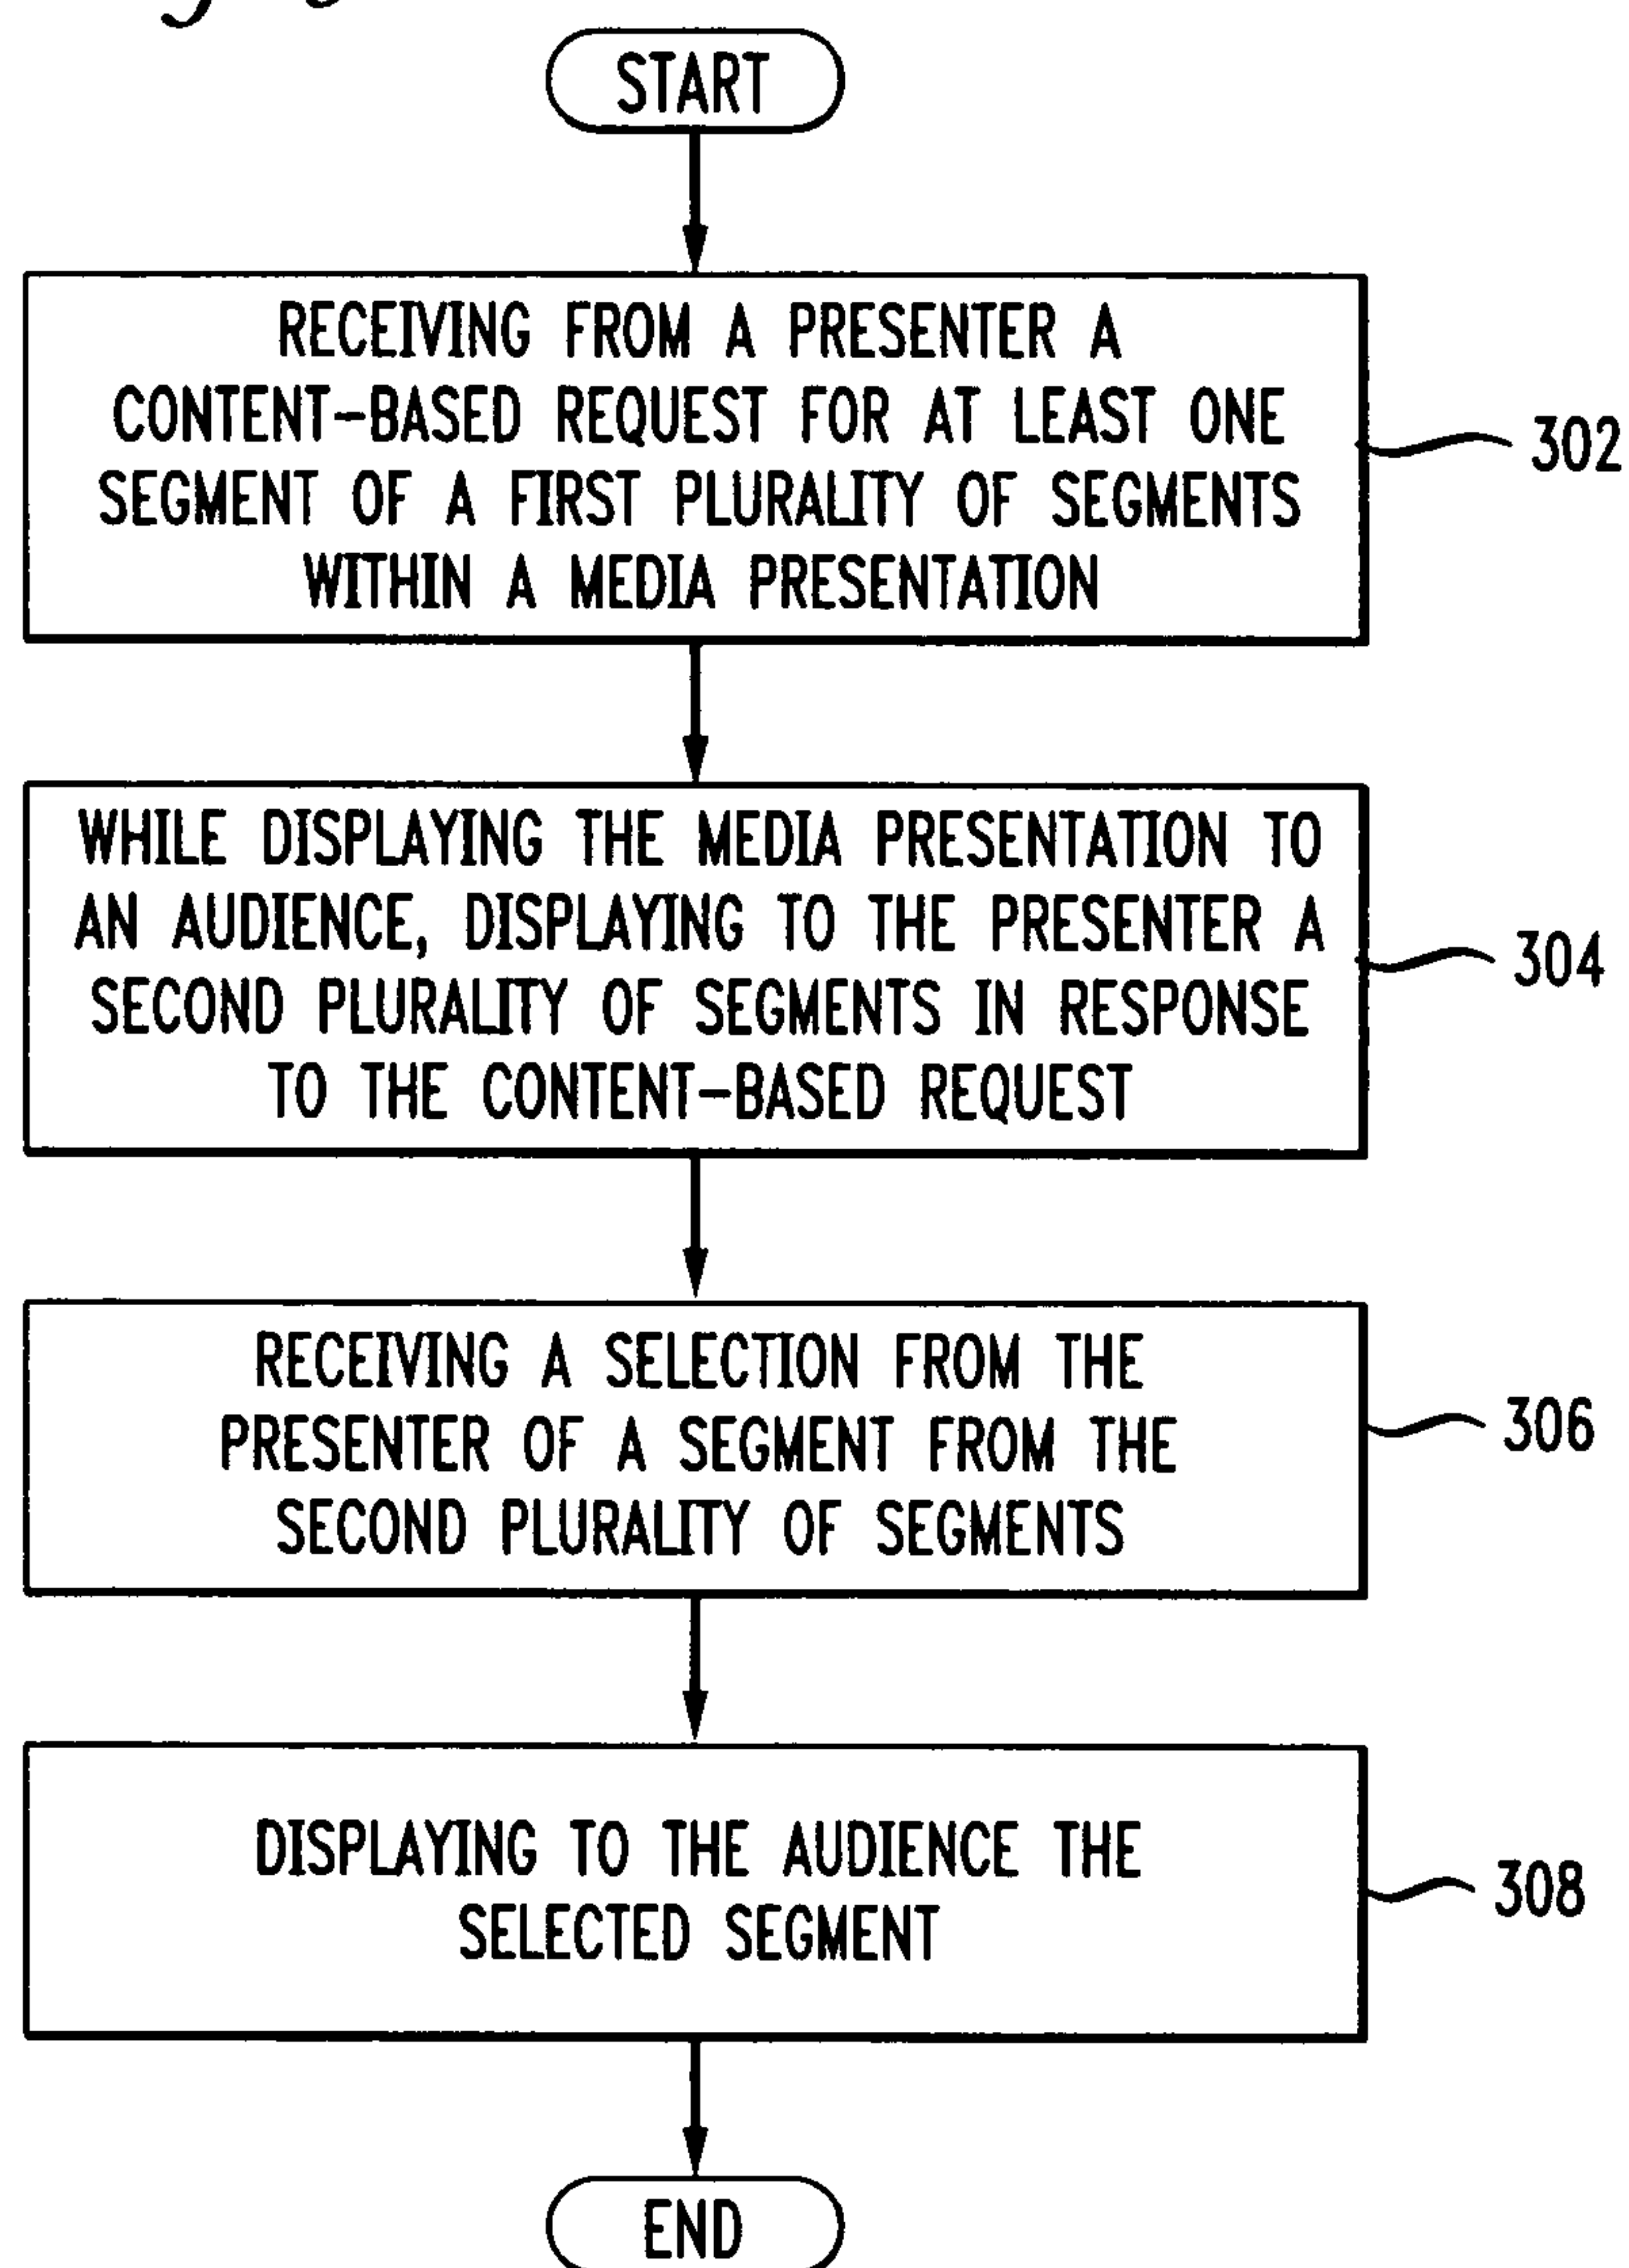 START
RECEIVING FROM A PRESENTER A
CONTENT-BASED REQUEST FOR AT LEAST ONE
SEGMENT OF A FIRST PLURALITY OF SEGMENTS
WITHIN A MEDIA PRESENTATION
302
WHILE DISPLAYING THE MEDIA PRESENTATION TO
AN AUDIENCE, DISPLAYING TO THE PRESENTER A
SECOND PLURALITY OF SEGMENTS IN RESPONSE
TO THE CONTENT-BASED REQUEST
304
RECEIVING A SELECTION FROM THE
PRESENTER OF A SEGMENT FROM THE
SECOND PLURALITY OF SEGMENTS
306
DISPLAYING TO THE AUDIENCE THE
SELECTED SEGMENT
308
END